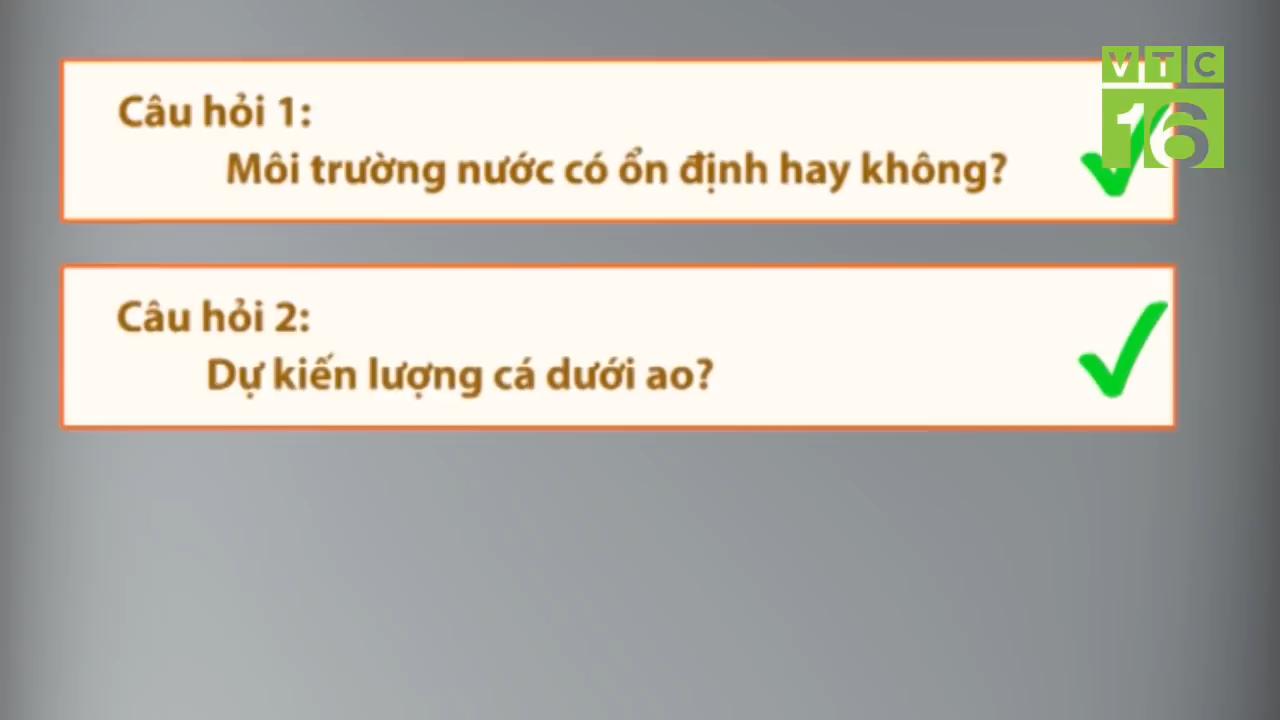 VTC
16
Câu hỏi 1:
Môi trường nước có ổn định hay không?
Câu hỏi 2:
Dự kiến lượng cá dưới ao?